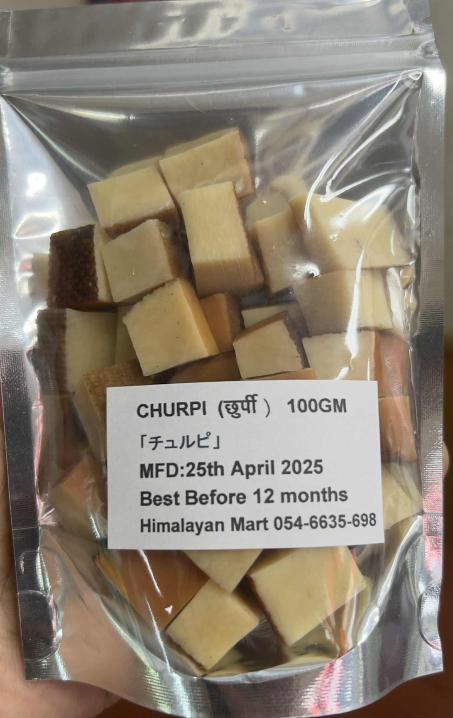 CHURPI (छुर्पी ) 100GM
「チュルピ」
MFD:25th April 2025
Best Before 12 months
Himalayan Mart 054-6635-698